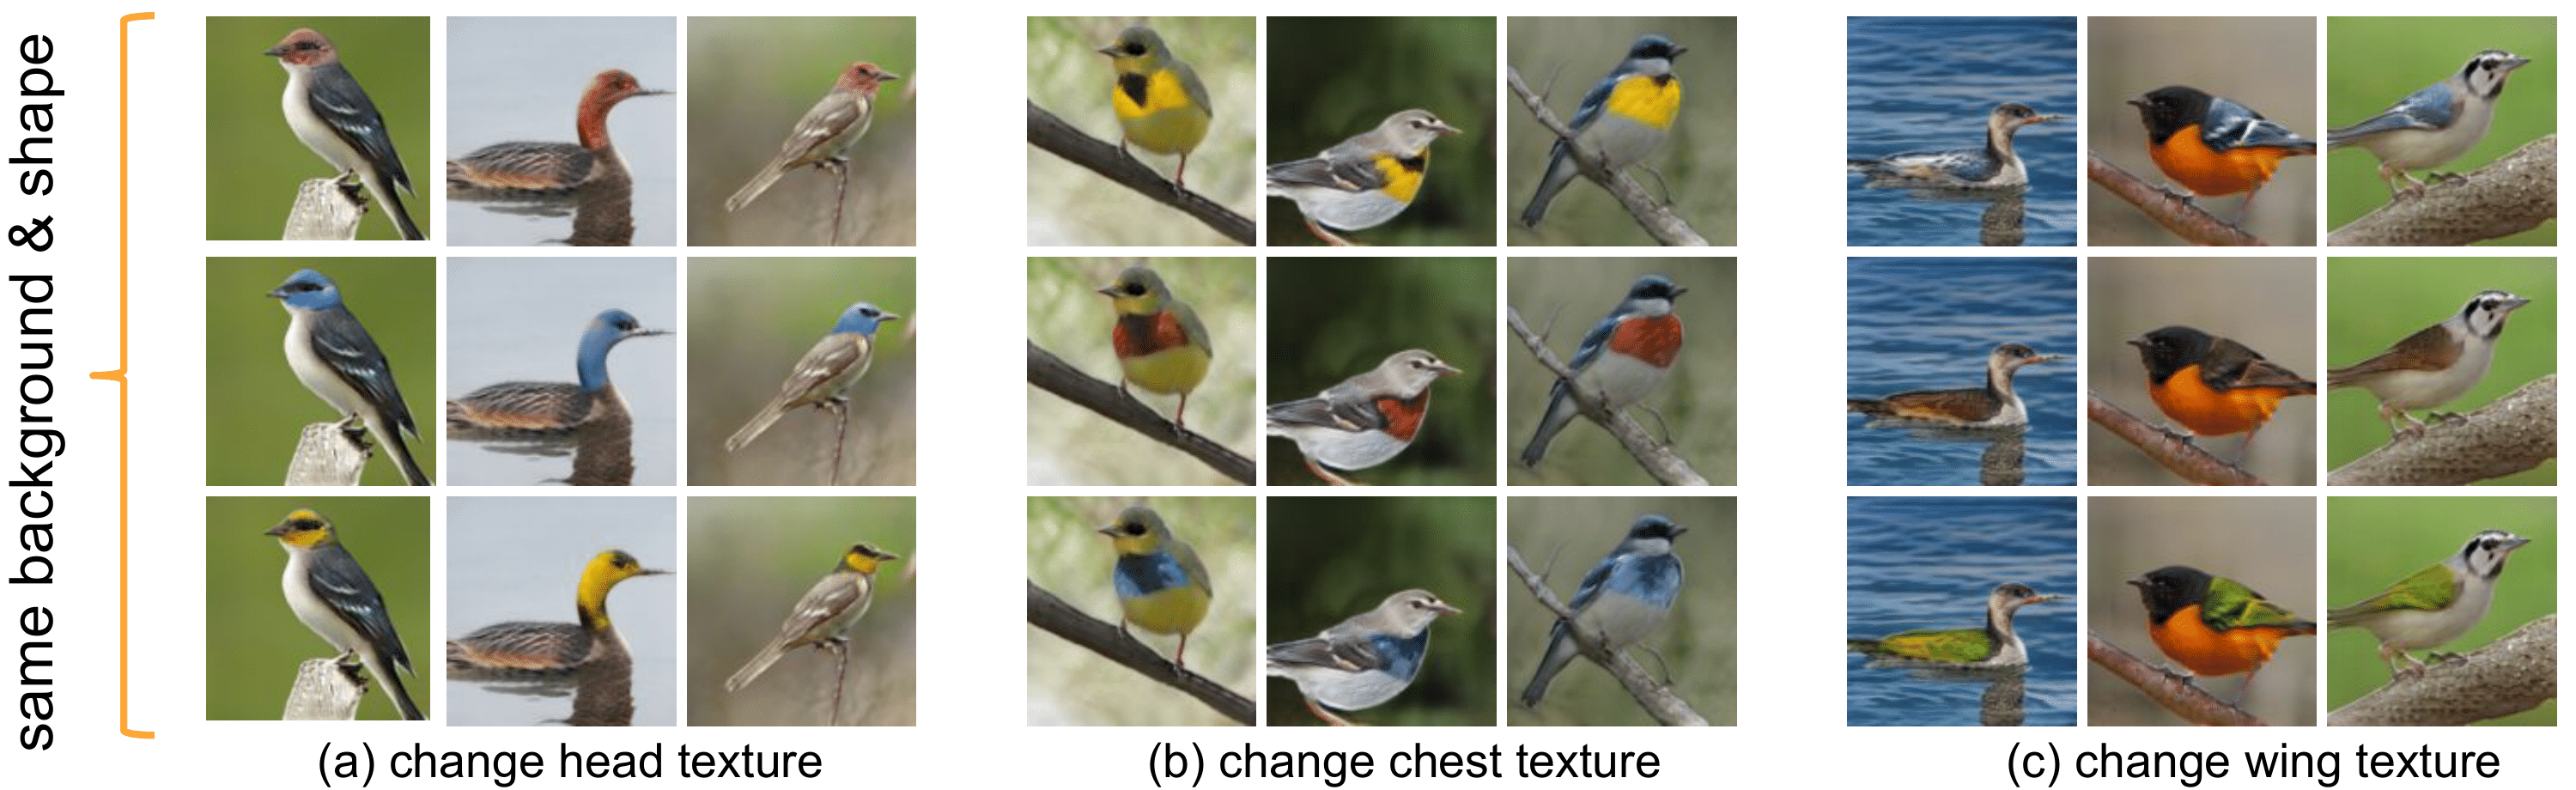 same background & shape
(a) change head texture
(b) change chest texture
(c) change wing texture